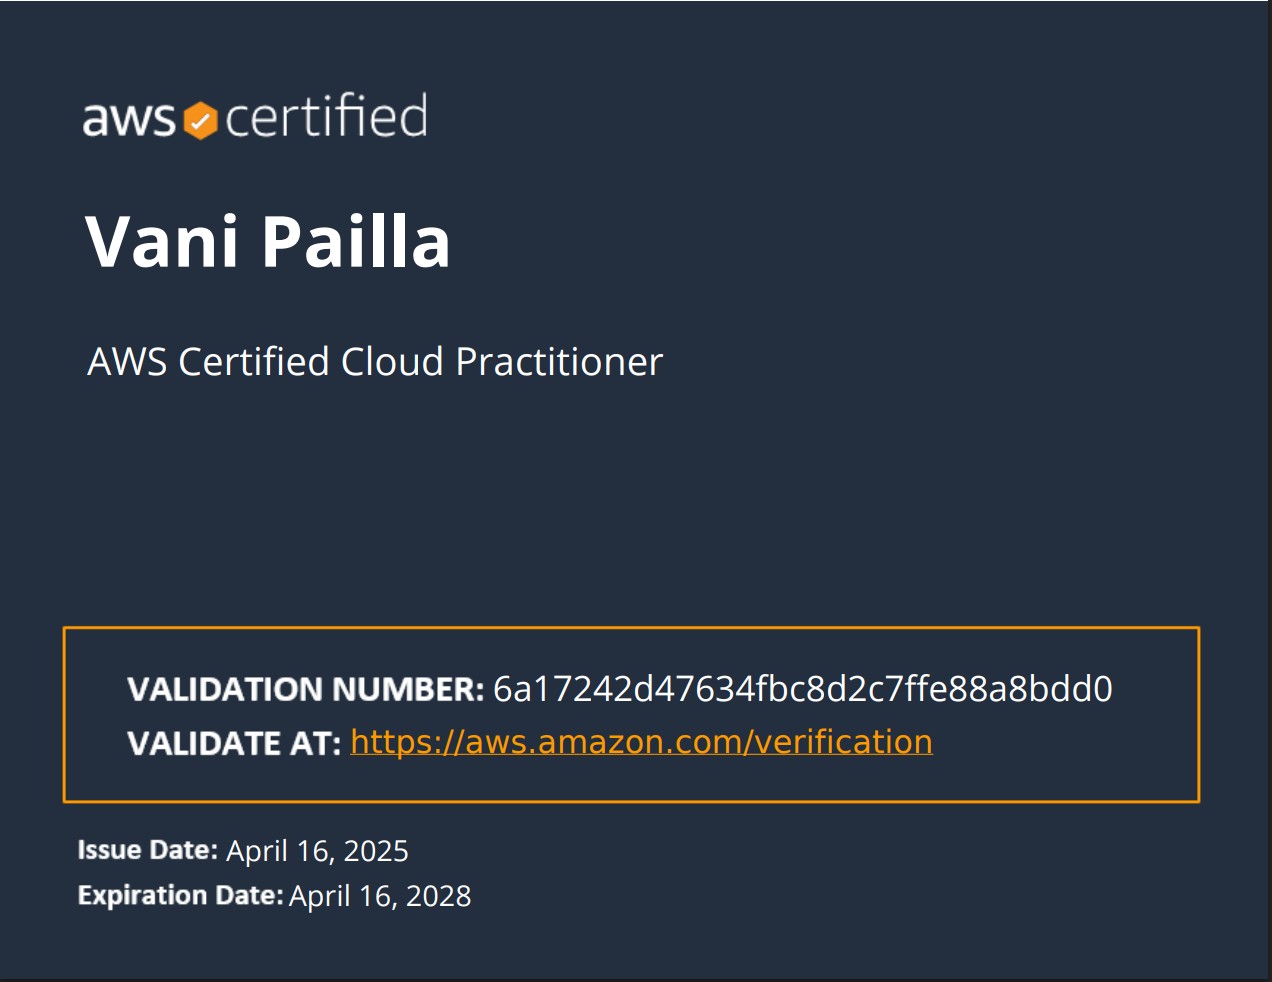 aws certified
Vani Pailla
AWS Certified Cloud Practitioner
VALIDATION NUMBER: 6a17242d47634fbc8d2c7ffe88a8bdd0
VALIDATE AT: https://aws.amazon.com/verification
Issue Date: April 16, 2025
Expiration Date: April 16, 2028